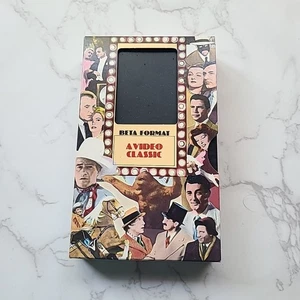 BETA FORMAT
A VIDEO
CLASSIC